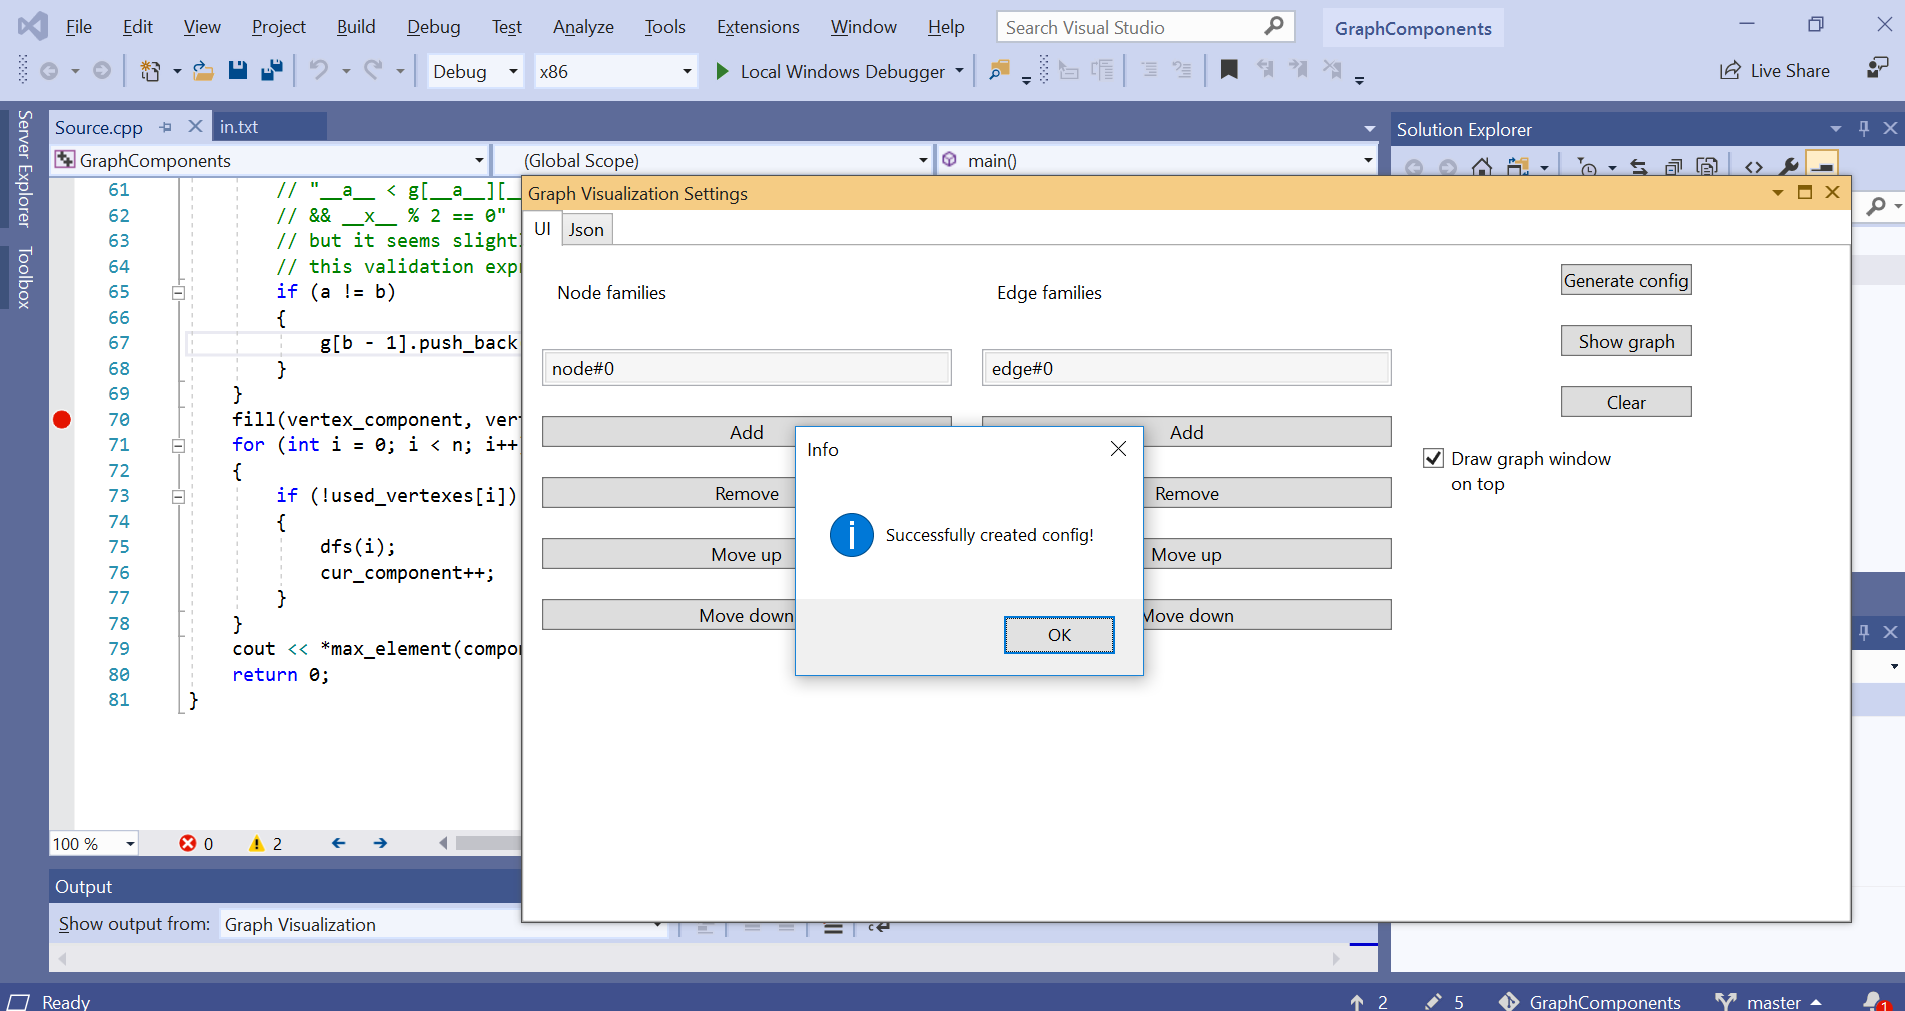 File Edit View Project Build Debug Test Analyze Tools Extensions Window Help Search Visual Studio GraphComponents
Debug x86 Local Windows Debugger Live Share
Server Explorer
Toolbox
Source.cpp in.txt
GraphComponents (Global Scope) main()
61 // "__a__ < g[__a__][_
62 // && __x__ % 2 == 0"
63 // but it seems slight
64 // this validation exp
65 if (a != b)
66 {
67 g[b - 1].push_back
68 }
69 }
70 fill(vertex_component, ver
71 for (int i = 0; i < n; i++
72 {
73 if (!used_vertexes[i])
74 {
75 dfs(i);
76 cur_component++;
77 }
78 }
79 cout << *max_element(compo
80 return 0;
81 }
100 % 0 2
Output
Show output from: Graph Visualization
Solution Explorer
Graph Visualization Settings
UI Json
Node families Edge families
node#0 edge#0
Add Add
Remove Remove
Move up Move up
Move down Move down
Generate config
Show graph
Clear
Draw graph window
on top
Info
Successfully created config!
OK
Ready 2 5 GraphComponents master 1